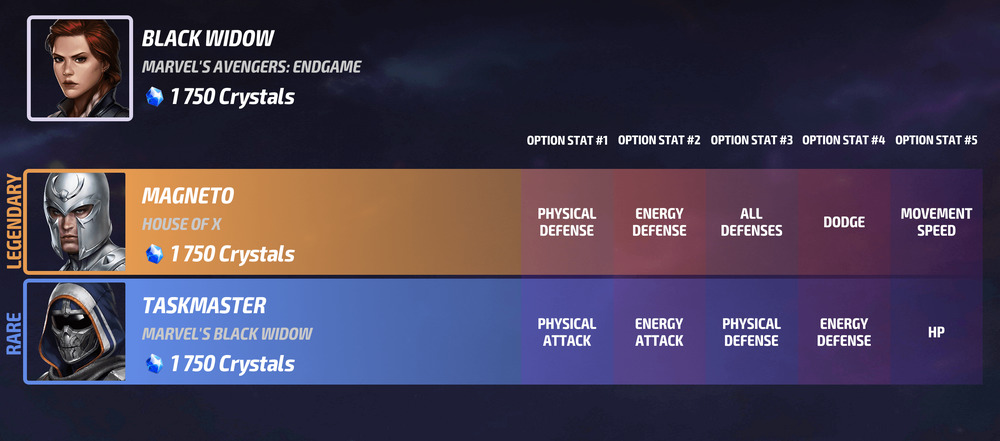 BLACK WIDOW
MARVEL'S AVENGERS: ENDGAME
1 750 Crystals
OPTION STAT #1 OPTION STAT #2 OPTION STAT #3 OPTION STAT #4 OPTION STAT #5
LEGENDARY
MAGNETO
HOUSE OF X
1 750 Crystals
PHYSICAL DEFENSE
ENERGY DEFENSE
ALL DEFENSES
DODGE
MOVEMENT SPEED
RARE
TASKMASTER
MARVEL'S BLACK WIDOW
1 750 Crystals
PHYSICAL ATTACK
ENERGY ATTACK
PHYSICAL DEFENSE
ENERGY DEFENSE
HP